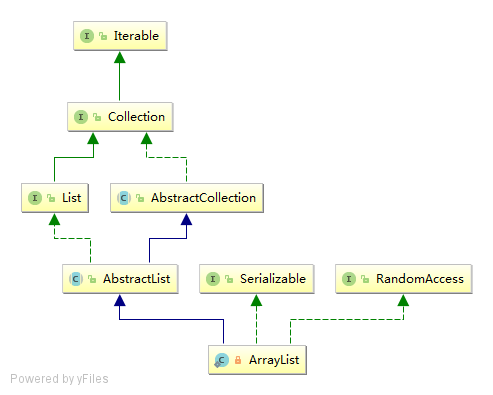 I Iterable
I Collection
I List
C AbstractCollection
C AbstractList
I Serializable
I RandomAccess
C ArrayList
Powered by yFiles